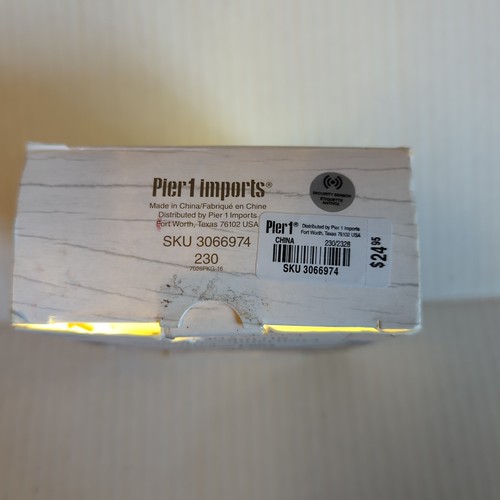 Pier 1 imports®
Made in China/Fabriqué en Chine
Distributed by Pier 1 Imports
Fort Worth, Texas 76102 USA
SKU 3066974
230
Pier1® Distributed by Pier 1 Imports
Fort Worth, Texas 76102 USA
CHINA 230/2328
SKU 3066974
$24.95